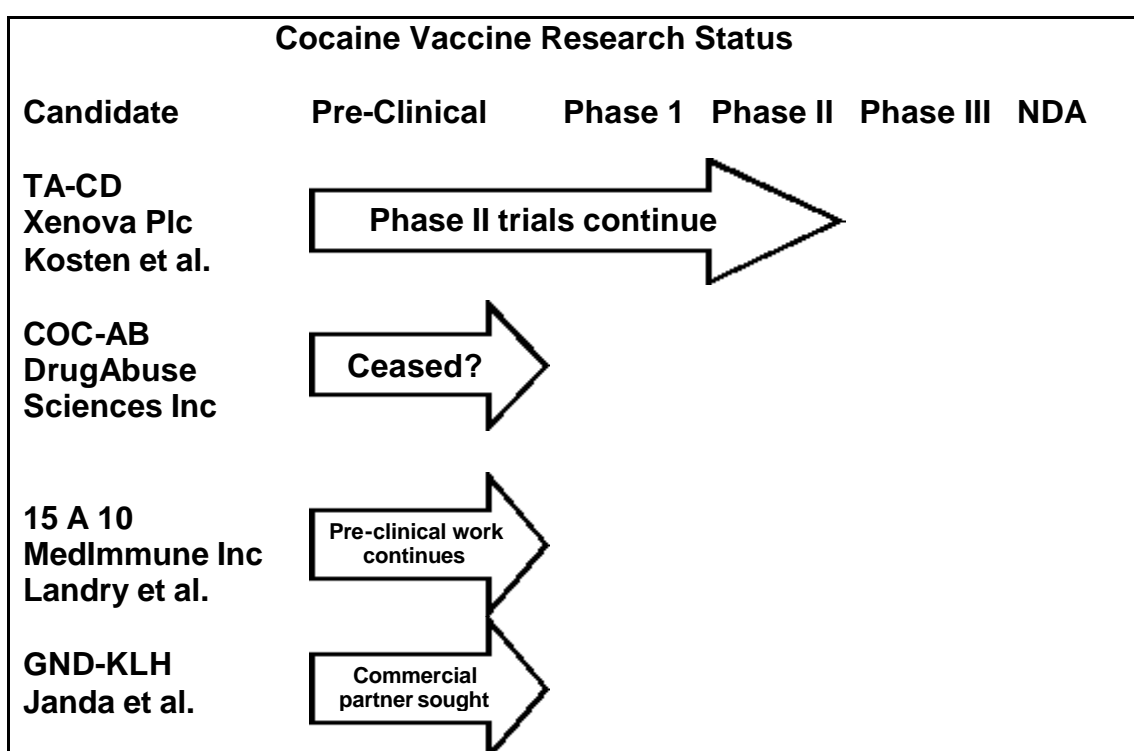 Cocaine Vaccine Research Status
Candidate Pre-Clinical Phase 1 Phase II Phase III NDA
TA-CD
Xenova Plc
Kosten et al.
Phase II trials continue
COC-AB
DrugAbuse
Sciences Inc
Ceased?
15 A 10
MedImmune Inc
Landry et al.
Pre-clinical work
continues
GND-KLH
Janda et al.
Commercial
partner sought